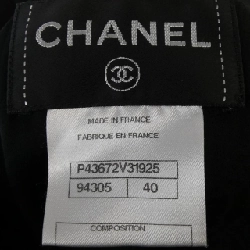 CHANEL
MADE IN FRANCE
FABRIQUE EN FRANCE
P43672V31925
94305 40
COMPOSITION